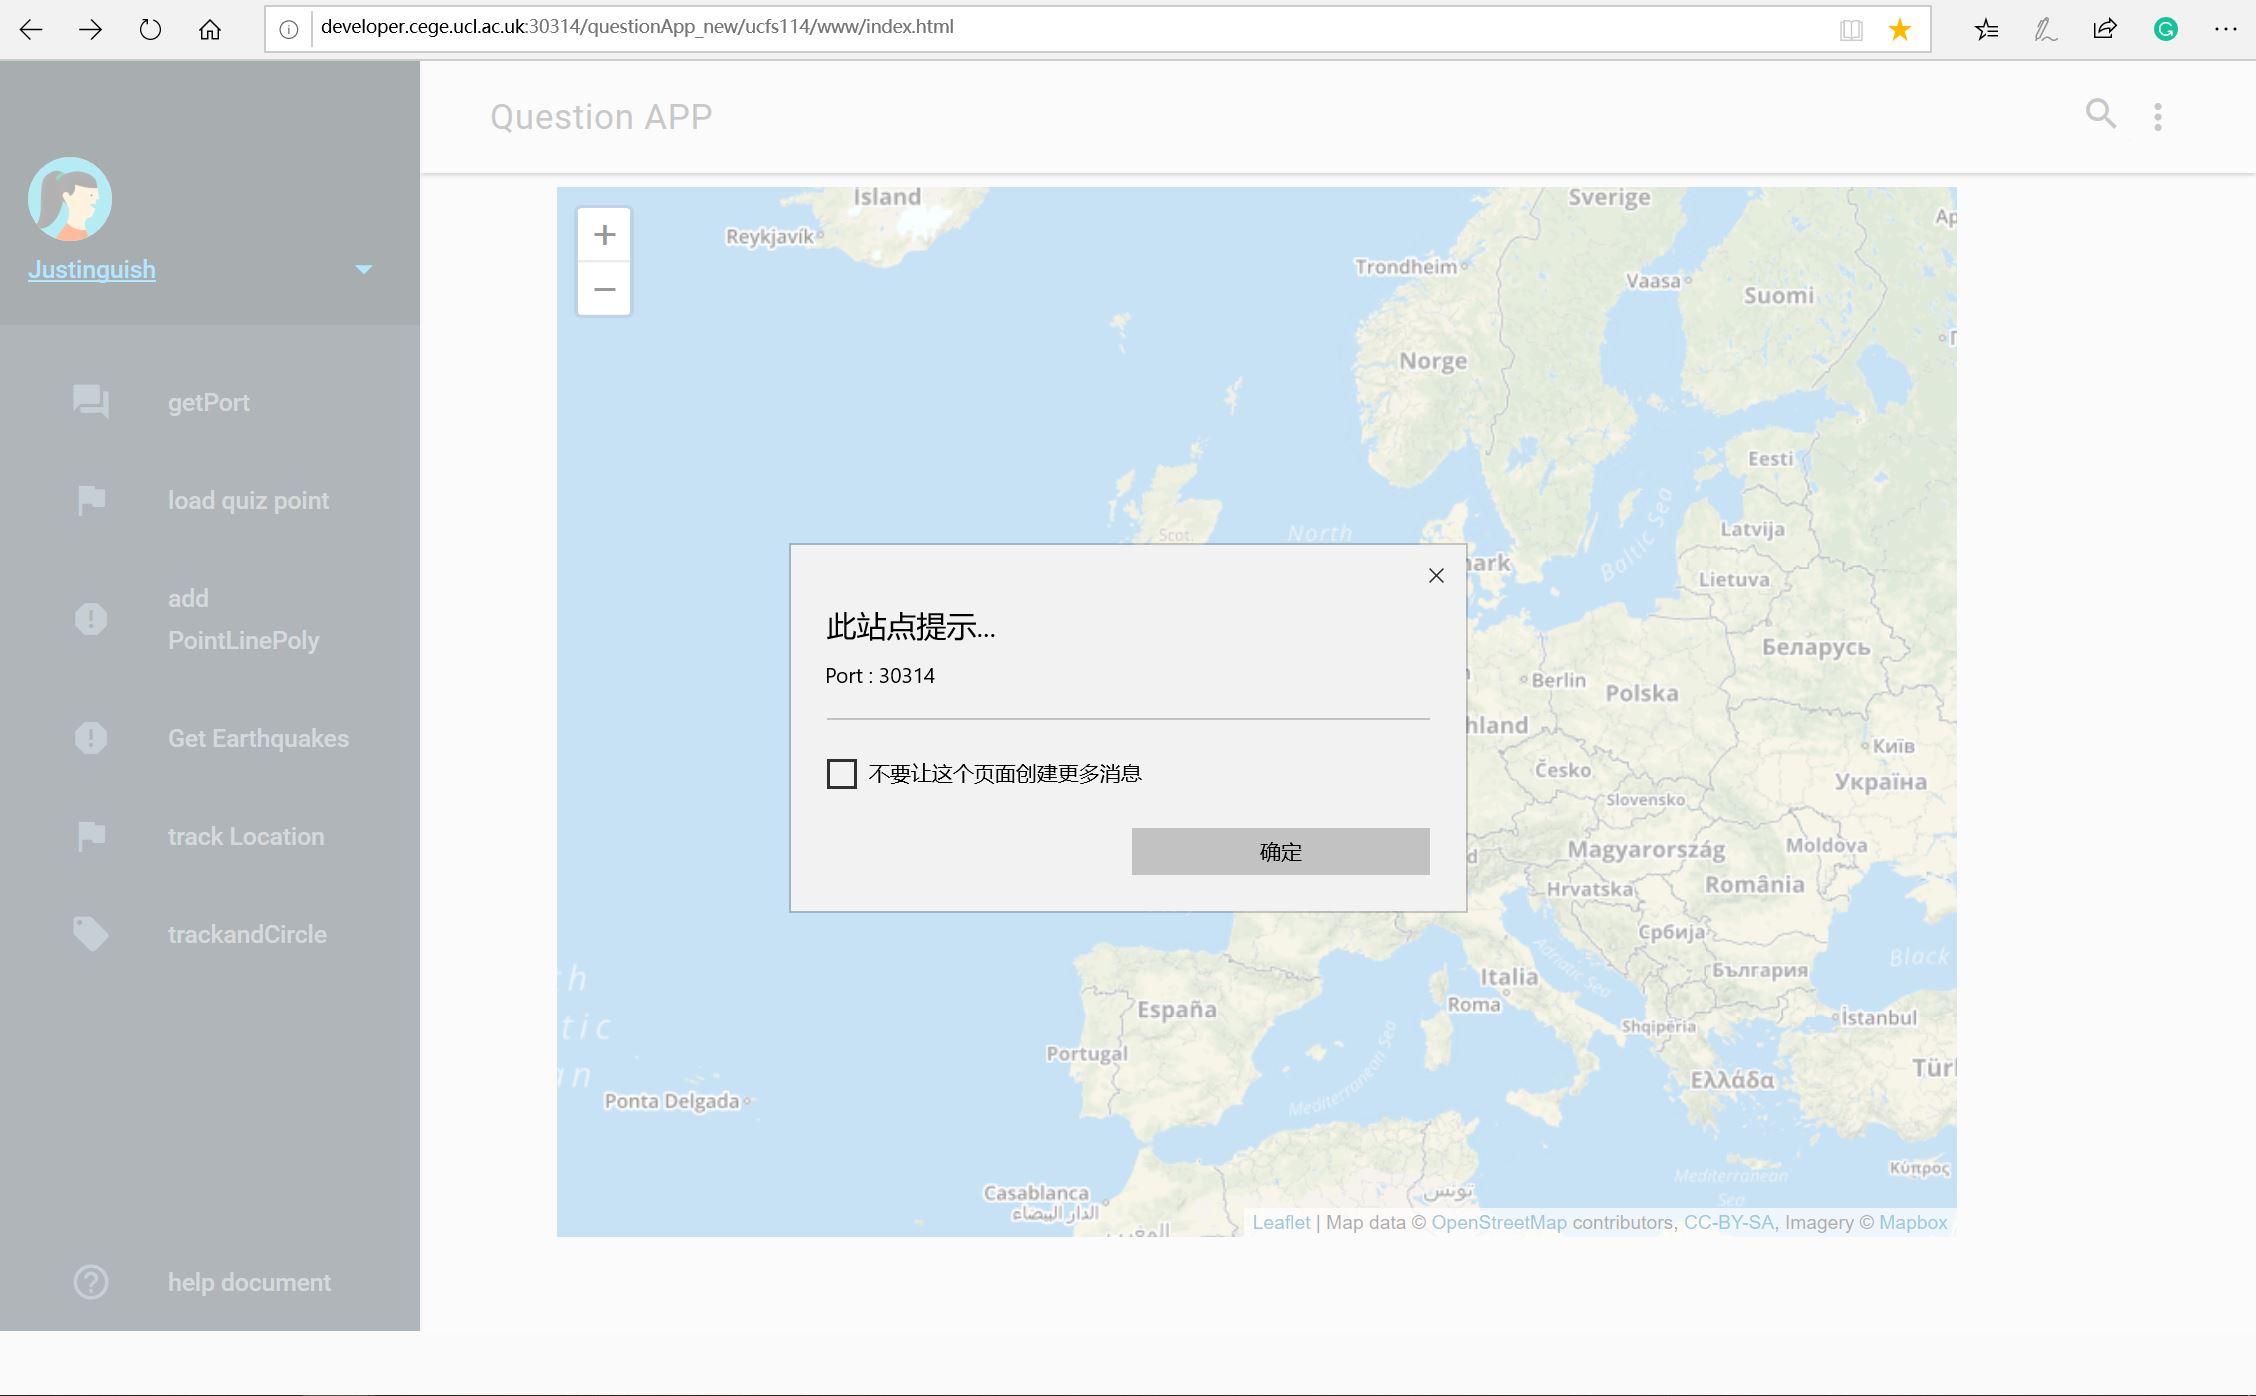 developer.cege.ucl.ac.uk:30314/questionApp_new/ucfs114/www/index.html
Question APP
Justinguish
getPort
load quiz point
add
PointLinePoly
Get Earthquakes
track Location
trackandCircle
help document
+
−
Ísland
Reykjavík
Sverige
Trondheim
Vaasa
Suomi
Norge
Eesti
Scot.
North
Baltic Sea
Latvija
Lietuva
Беларусь
Berlin
Polska
Київ
Česko
Україна
Slovensko
Magyarország
Moldova
Hrvatska
România
Србија
Adriatic Sea
България
Black
Italia
Roma
España
Shqipëria
İstanbul
Portugal
Ελλάδα
Ponta Delgada
Mediterranean Sea
Κύπρος
Mediterranean
Sea
Casablanca
الدار البيضاء
تونس
此站点提示...
Port : 30314
不要让这个页面创建更多消息
确定
Leaflet | Map data © OpenStreetMap contributors, CC-BY-SA, Imagery © Mapbox